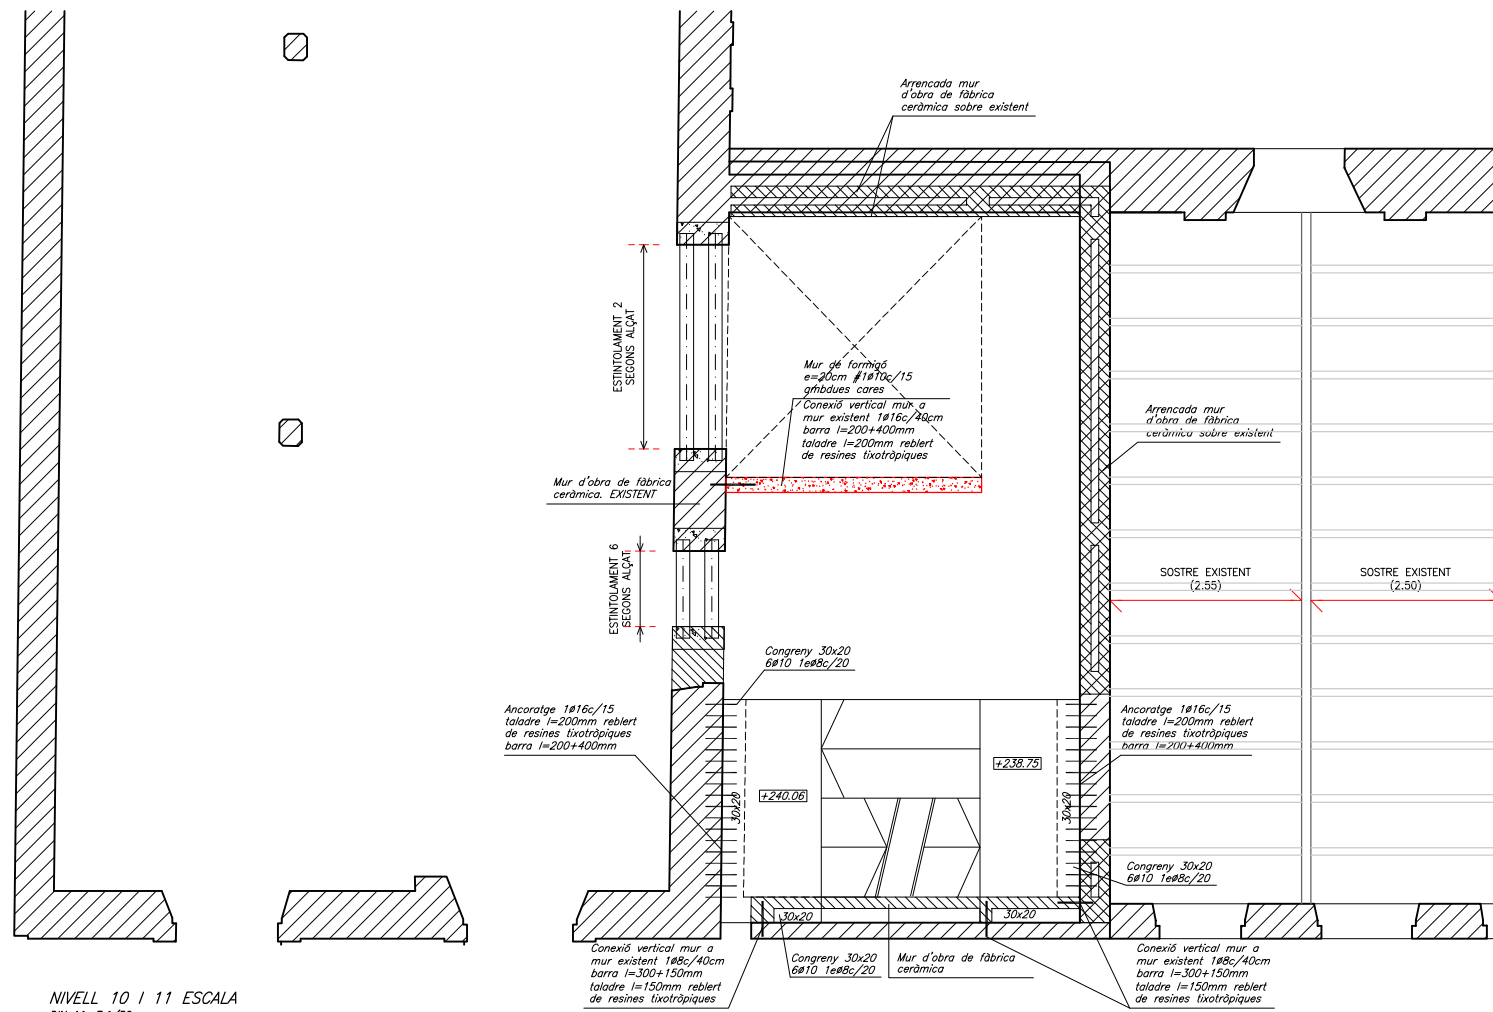 Arrencada mur
d'obra de fàbrica
ceràmica sobre existent
ESTINTOLAMENT 2
SEGONS ALÇAT
Mur de formigó
e=20cm #1ø10c/15
ambdues cares
Conexió vertical mur a
mur existent 1ø16c/40cm
barra l=200+400mm
taladre l=200mm reblert
de resines tixotròpiques
Arrencada mur
d'obra de fàbrica
ceràmica sobre existent
Mur d'obra de fàbrica
ceràmica. EXISTENT
ESTINTOLAMENT 6
SEGONS ALÇAT
SOSTRE EXISTENT
(2.55)
SOSTRE EXISTENT
(2.50)
Congreny 30x20
6ø10 1eø8c/20
Ancoratge 1ø16c/15
taladre l=200mm reblert
de resines tixotròpiques
barra l=200+400mm
Ancoratge 1ø16c/15
taladre l=200mm reblert
de resines tixotròpiques
barra l=200+400mm
+238.75
+240.06
30x20
30x20
Congreny 30x20
6ø10 1eø8c/20
30x20
30x20
Conexió vertical mur a
mur existent 1ø8c/40cm
barra l=300+150mm
taladre l=150mm reblert
de resines tixotròpiques
Congreny 30x20
6ø10 1eø8c/20
Mur d'obra de fàbrica
ceràmica
Conexió vertical mur a
mur existent 1ø8c/40cm
barra l=300+150mm
taladre l=150mm reblert
de resines tixotròpiques
NIVELL 10 I 11 ESCALA